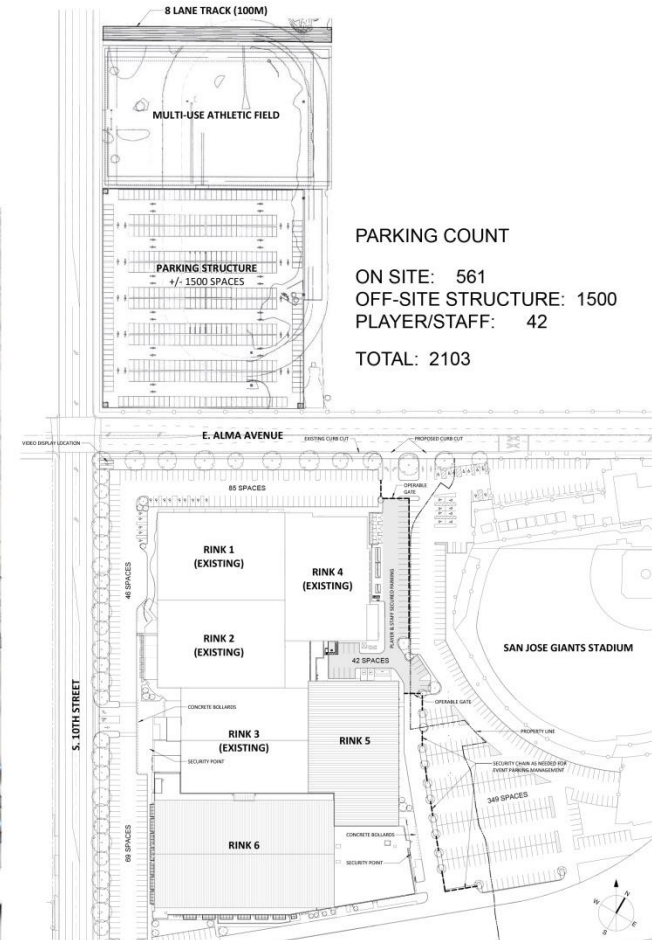 8 LANE TRACK (100M)
MULTI-USE ATHLETIC FIELD
PARKING STRUCTURE
+/- 1500 SPACES
PARKING COUNT
ON SITE: 561
OFF-SITE STRUCTURE: 1500
PLAYER/STAFF: 42
TOTAL: 2103
E. ALMA AVENUE
VIDEO DISPLAY LOCATION
EXISTING CURB CUT
PROPOSED CURB CUT
85 SPACES
OPERABLE
GATE
46 SPACES
RINK 1
(EXISTING)
RINK 4
(EXISTING)
PLAYER & STAFF SECURED PARKING
RINK 2
(EXISTING)
SAN JOSE GIANTS STADIUM
42 SPACES
S. 10TH STREET
OPERABLE GATE
CONCRETE BOLLARDS
RINK 3
(EXISTING)
RINK 5
PROPERTY LINE
SECURITY POINT
SECURITY CHAIN AS NEEDED FOR
EVENT PARKING MANAGEMENT
349 SPACES
69 SPACES
RINK 6
CONCRETE BOLLARDS
SECURITY POINT
N
W
E
S